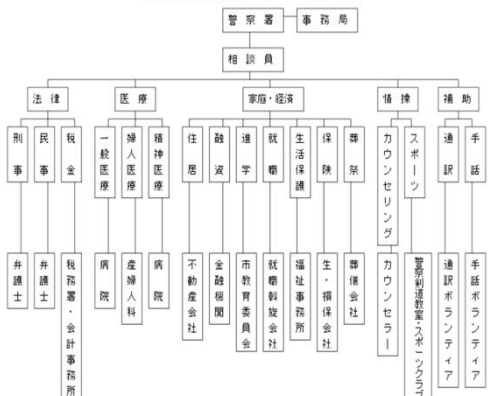 警察署
事務局
相談員
法律
医療
家庭・経済
情操
補助
刑事
民事
税金
一般医療
婦人医療
精神医療
住居
融資
進学
就職
生活保護
保険
葬祭
カウンセリング
スポーツ
通訳
手話
弁護士
弁護士
税務署・会計事務所
病院
産婦人科
病院
不動産会社
金融機関
市教育委員会
就職斡旋会社
福祉事務所
生・損保会社
葬儀会社
カウンセラー
警察剣道教室・スポーツクラブ
通訳ボランティア
手話ボランティア